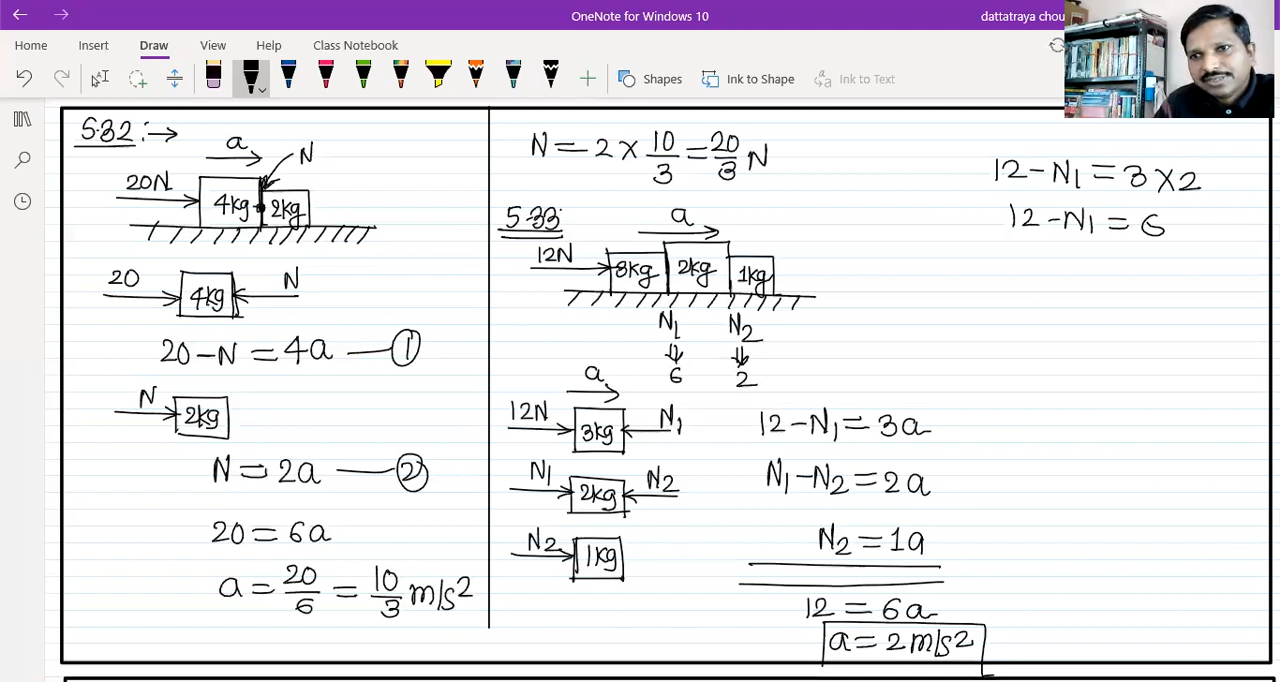 OneNote for Windows 10
dattatraya chou
Home Insert Draw View Help Class Notebook
Shapes Ink to Shape Ink to Text
5.32:→
a
N
20N
4kg 2kg
20 4kg N
20-N = 4a — ①
N 2kg
N = 2a — ②
20 = 6a
a = 20/6 = 10/3 m/s²
N = 2 × 10/3 = 20/3 N
5.33:
a
12N
3kg 2kg 1kg
N₁ N₂
↓ ↓
6 2
a
12N 3kg N₁
N₁ 2kg N₂
N₂ 1kg
12-N₁ = 3a
N₁-N₂ = 2a
N₂ = 1a
12 = 6a
a = 2 m/s²
12-N₁ = 3×2
12-N₁ = 6